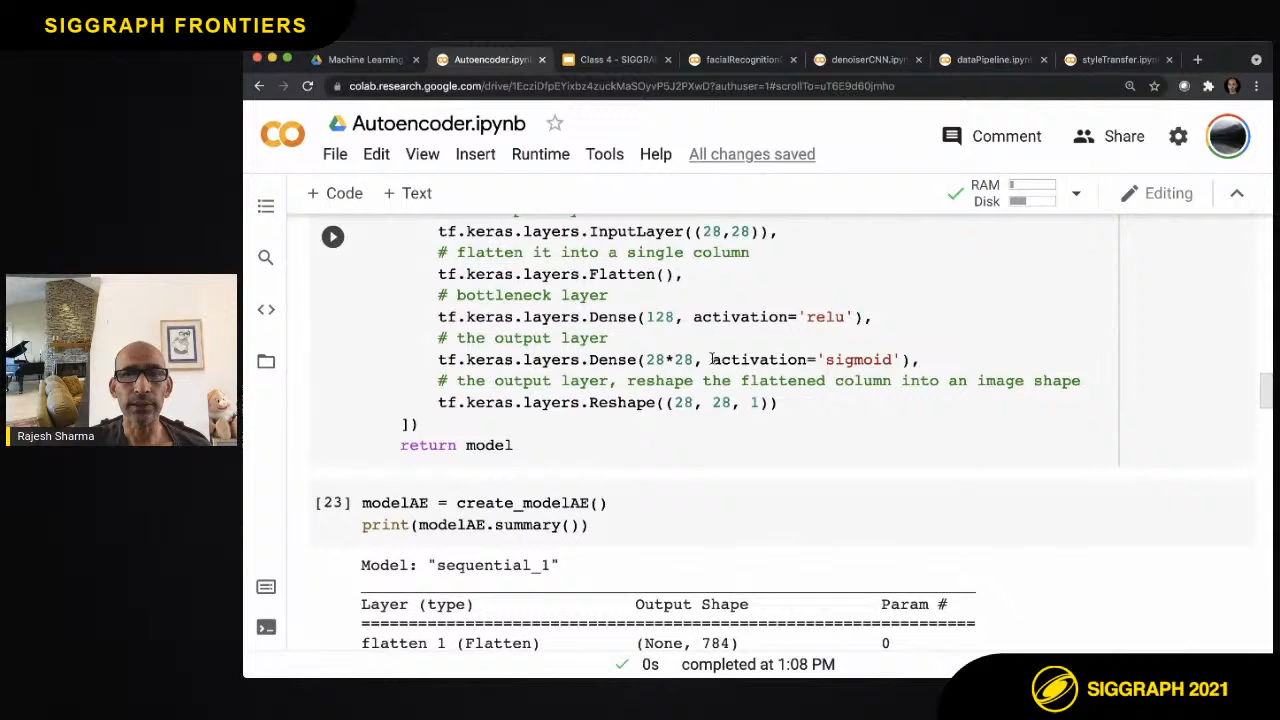 SIGGRAPH FRONTIERS
Machine Learning
Autoencoder.ipynb
Class 4 - SIGGRA
facialRecognition
denoiserCNN.ipyn
dataPipeline.ipynb
styleTransfer.ipynb
colab.research.google.com/drive/1EcziDfpEYixbz4zuckMaSOyvP5J2PXwD?authuser=1#scrollTo=uT6E9d60jmho
Autoencoder.ipynb
Comment
Share
File Edit View Insert Runtime Tools Help All changes saved
+ Code + Text
RAM
Disk
Editing
tf.keras.layers.InputLayer((28,28)),
# flatten it into a single column
tf.keras.layers.Flatten(),
# bottleneck layer
tf.keras.layers.Dense(128, activation='relu'),
# the output layer
tf.keras.layers.Dense(28*28, activation='sigmoid'),
# the output layer, reshape the flattened column into an image shape
tf.keras.layers.Reshape((28, 28, 1))
])
return model
[23] modelAE = create_modelAE()
print(modelAE.summary())
Model: "sequential_1"
Layer (type) Output Shape Param #
flatten 1 (Flatten) (None, 784) 0
0s completed at 1:08 PM
Rajesh Sharma
SIGGRAPH 2021